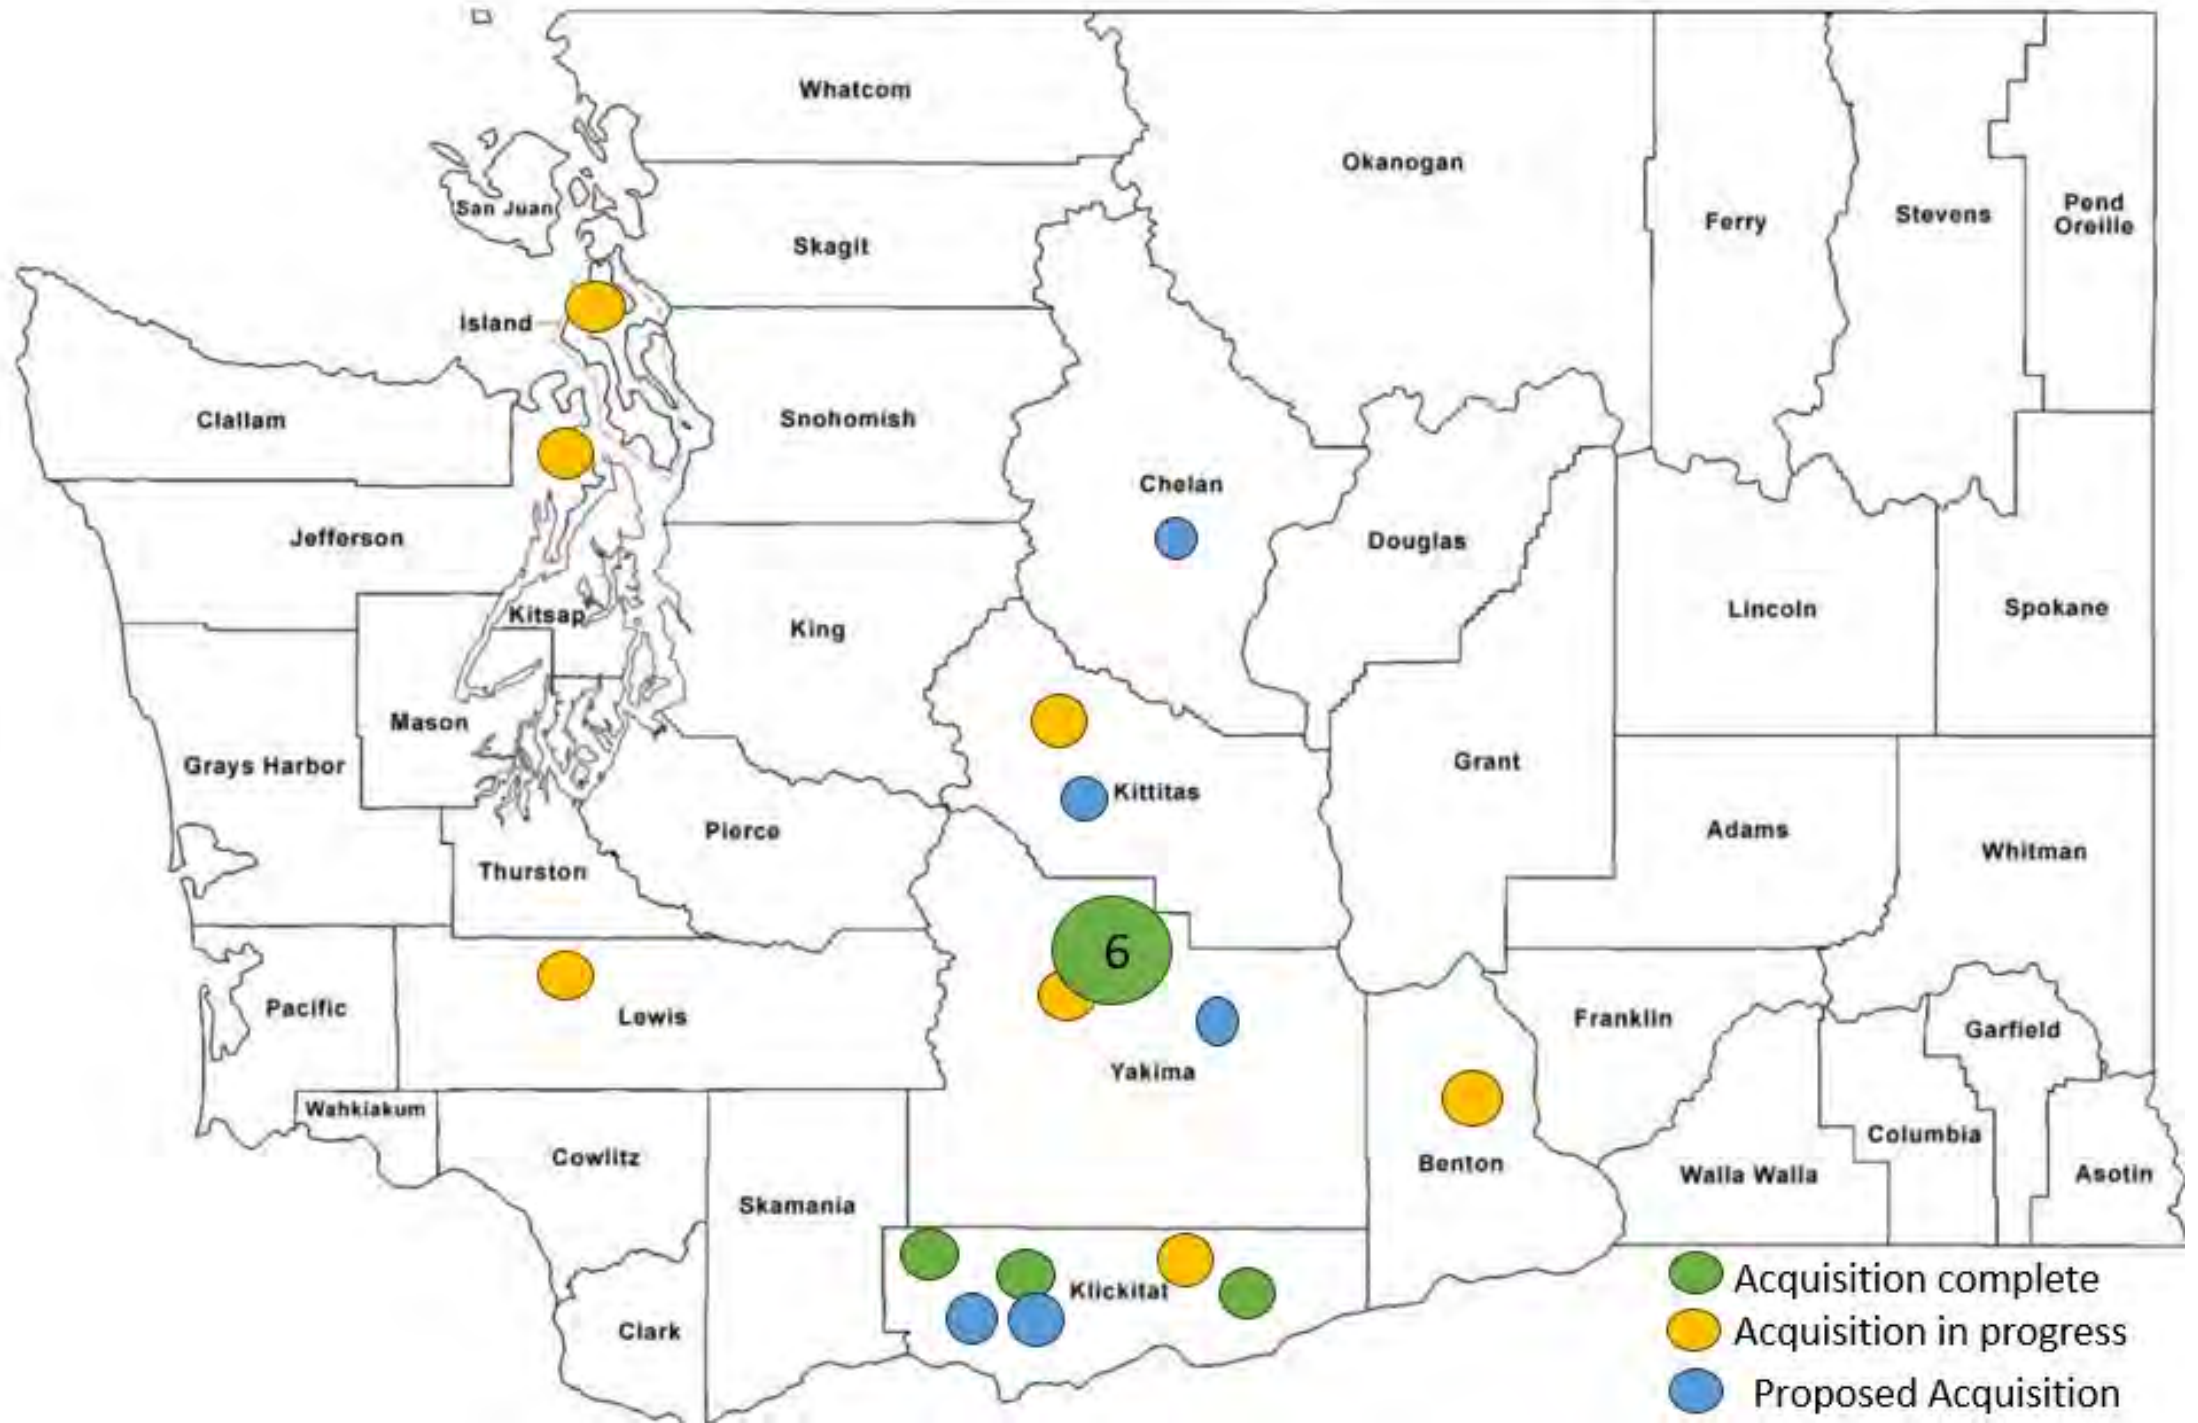 Whatcom
Okanogan
San Juan
Skagit
Ferry
Stevens
Pend
Oreille
Island
Clallam
Snohomish
Chelan
Jefferson
Douglas
Kitsap
King
Lincoln
Spokane
Mason
Grays Harbor
Kittitas
Grant
Pierce
Thurston
Adams
Whitman
6
Pacific
Lewis
Yakima
Franklin
Garfield
Wahkiakum
Cowlitz
Skamania
Benton
Columbia
Walla Walla
Asotin
Klickitat
Clark
Acquisition complete
Acquisition in progress
Proposed Acquisition